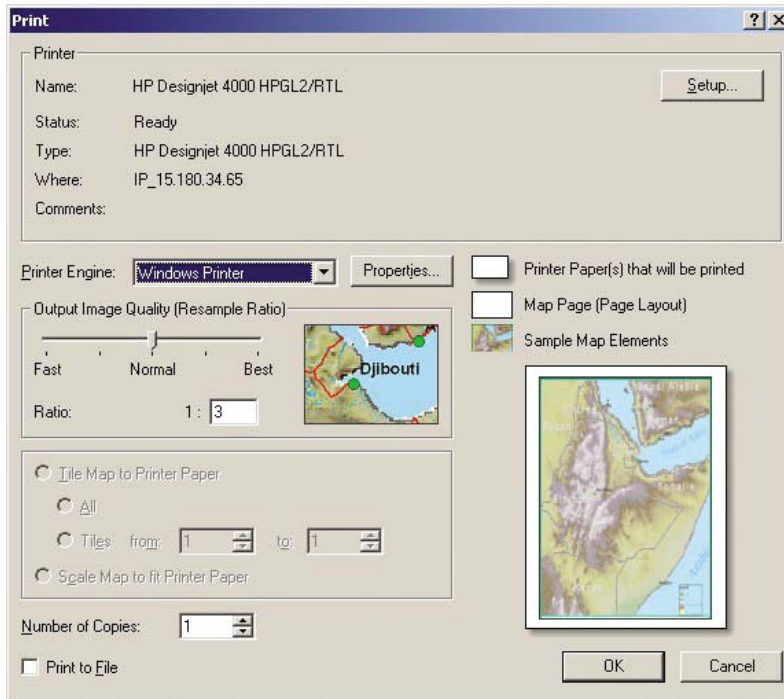 Print
Printer
Name: HP Designjet 4000 HPGL2/RTL
Setup...
Status: Ready
Type: HP Designjet 4000 HPGL2/RTL
Where: IP_15.180.34.65
Comments:
Printer Engine: Windows Printer Properties...
Printer Paper(s) that will be printed
Map Page (Page Layout)
Sample Map Elements
Output Image Quality (Resample Ratio)
Fast Normal Best
Djibouti
Ratio: 1 : 3
Tile Map to Printer Paper
All
Tiles from: 1 to: 1
Scale Map to fit Printer Paper
Somalia
Number of Copies: 1
Print to File
OK Cancel